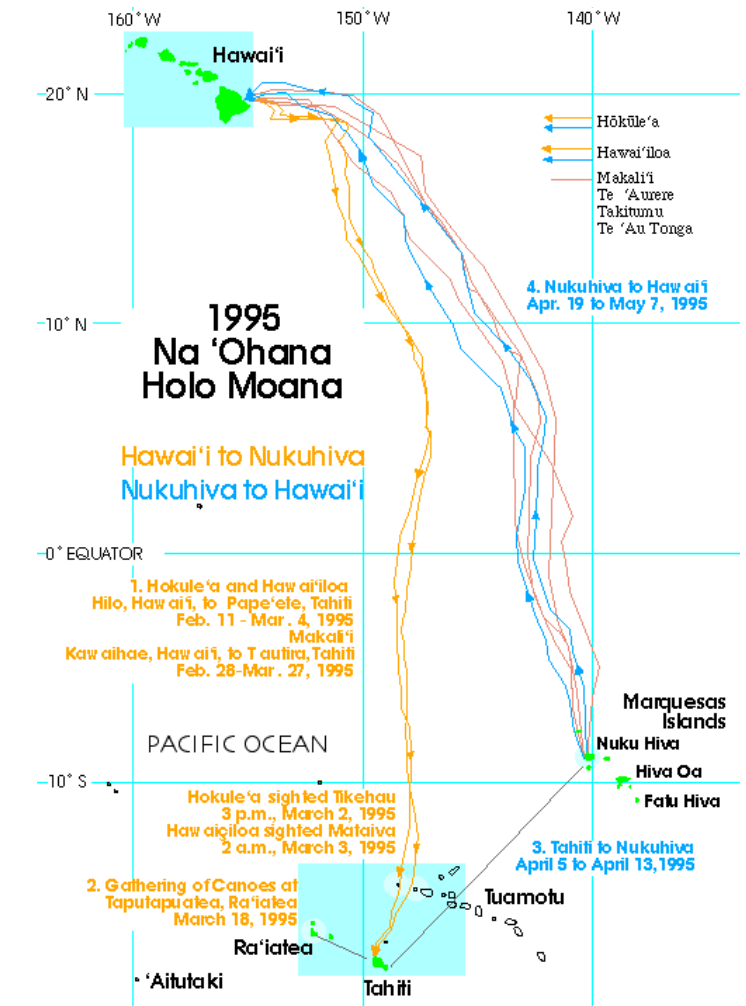 160°W
150°W
140°W
Hawai‘i
20° N
Hōkūle‘a
Hawai‘iloa
Makali‘i
Te ‘Aurere
Takitumu
Te ‘Au Tonga
4. Nukuhiva to Hawai‘i
Apr. 19 to May 7, 1995
10° N
1995
Na ‘Ohana
Holo Moana
Hawai‘i to Nukuhiva
Nukuhiva to Hawai‘i
0° EQUATOR
1. Hokule‘a and Hawai‘iloa
Hilo, Hawai‘i, to Pape‘ete, Tahiti
Feb. 11 - Mar. 4, 1995
Makali‘i
Kawaihae, Hawai‘i, to Tautira, Tahiti
Feb. 28-Mar. 27, 1995
Marquesas
Islands
PACIFIC OCEAN
Nuku Hiva
Hiva Oa
10° S
Fatu Hiva
Hokule‘a sighted Tikehau
3 p.m., March 2, 1995
Hawaiçiloa sighted Mataiva
2 a.m., March 3, 1995
3. Tahiti to Nukuhiva
April 5 to April 13,1995
2. Gathering of Canoes at
Taputapuatea, Ra‘iatea
March 18, 1995
Tuamotu
Ra‘iatea
‘Aitutaki
Tahiti